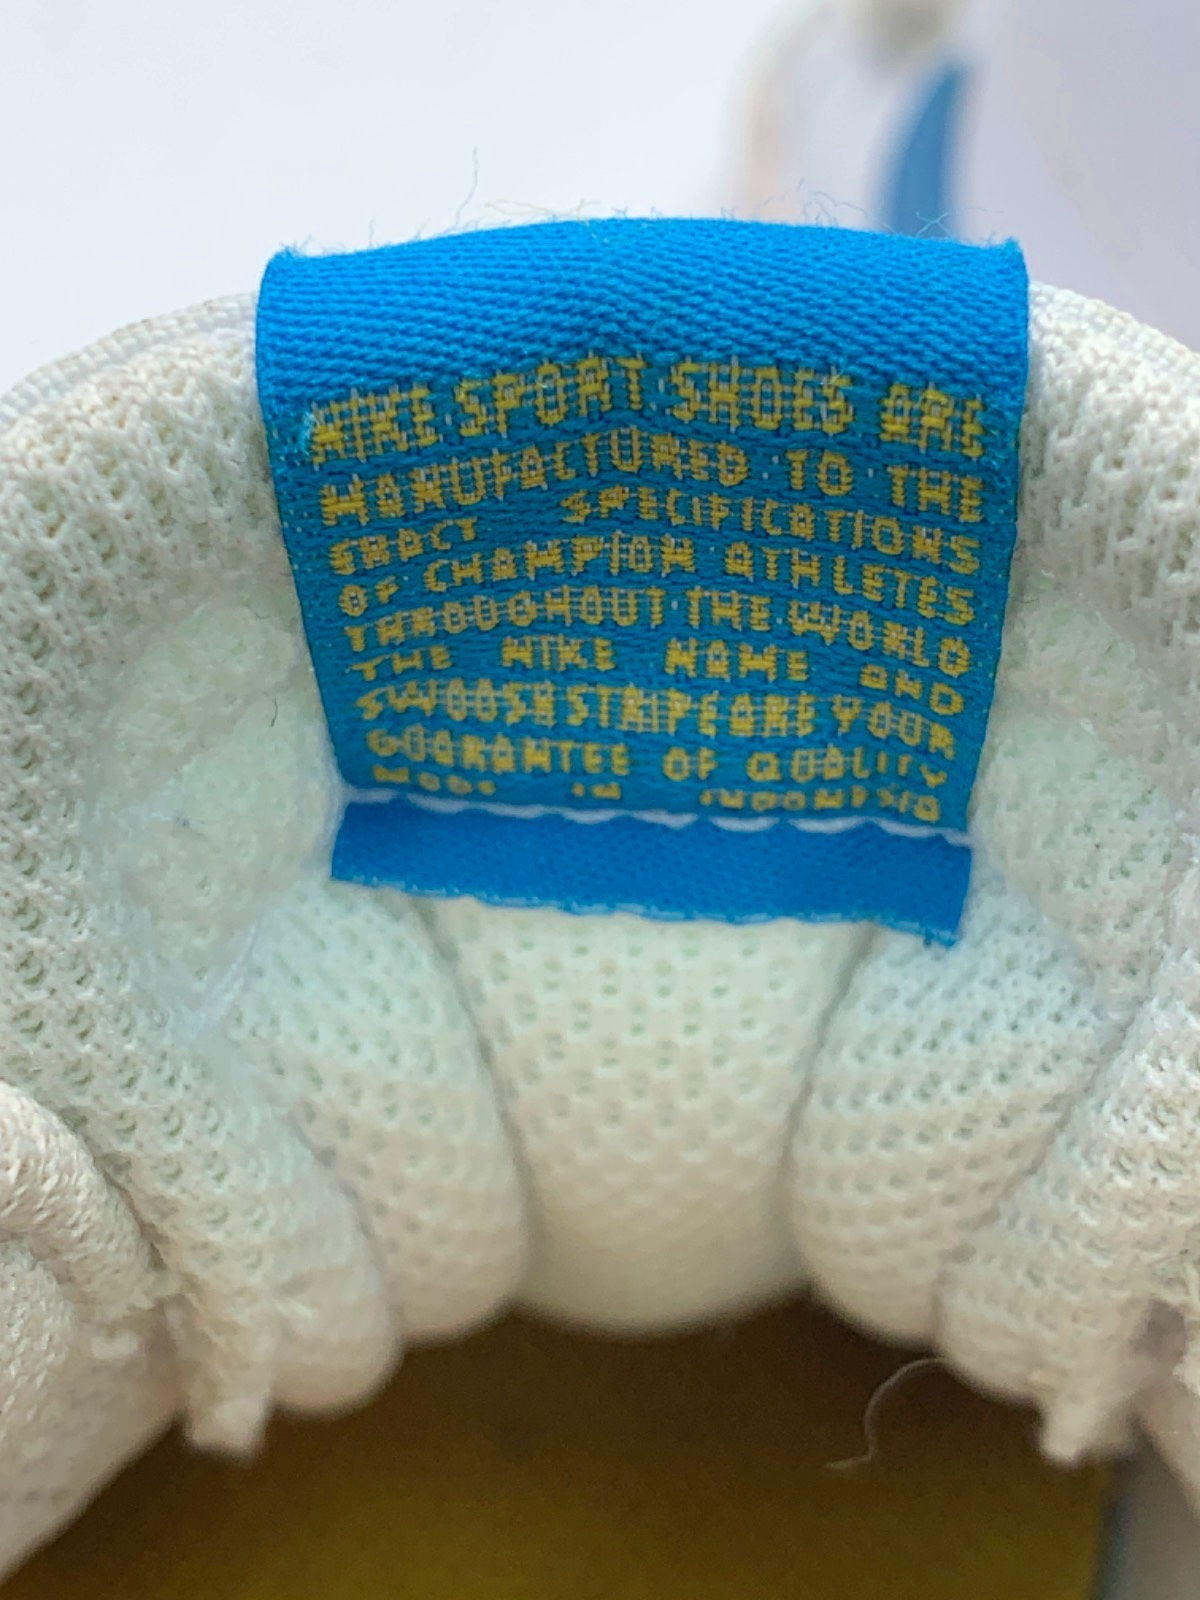 NIKE SPORT SHOES ARE
MANUFACTURED TO THE
EXACT SPECIFICATIONS
OF CHAMPION ATHLETES
THROUGHOUT THE WORLD
THE NIKE NAME AND
SWOOSH STRIPE ARE YOUR
GUARANTEE OF QUALITY
MADE IN INDONESIA